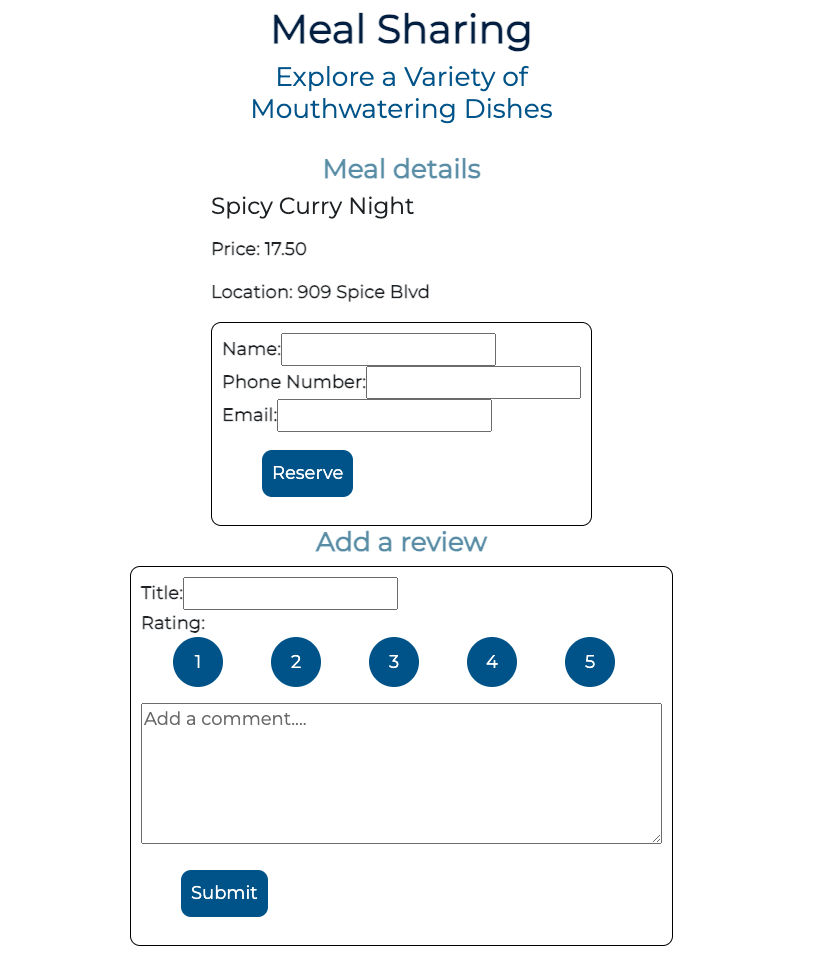 Meal Sharing
Explore a Variety of
Mouthwatering Dishes
Meal details
Spicy Curry Night
Price: 17.50
Location: 909 Spice Blvd
Name:
Phone Number:
Email:
Reserve
Add a review
Title:
Rating:
1 2 3 4 5
Add a comment....
Submit